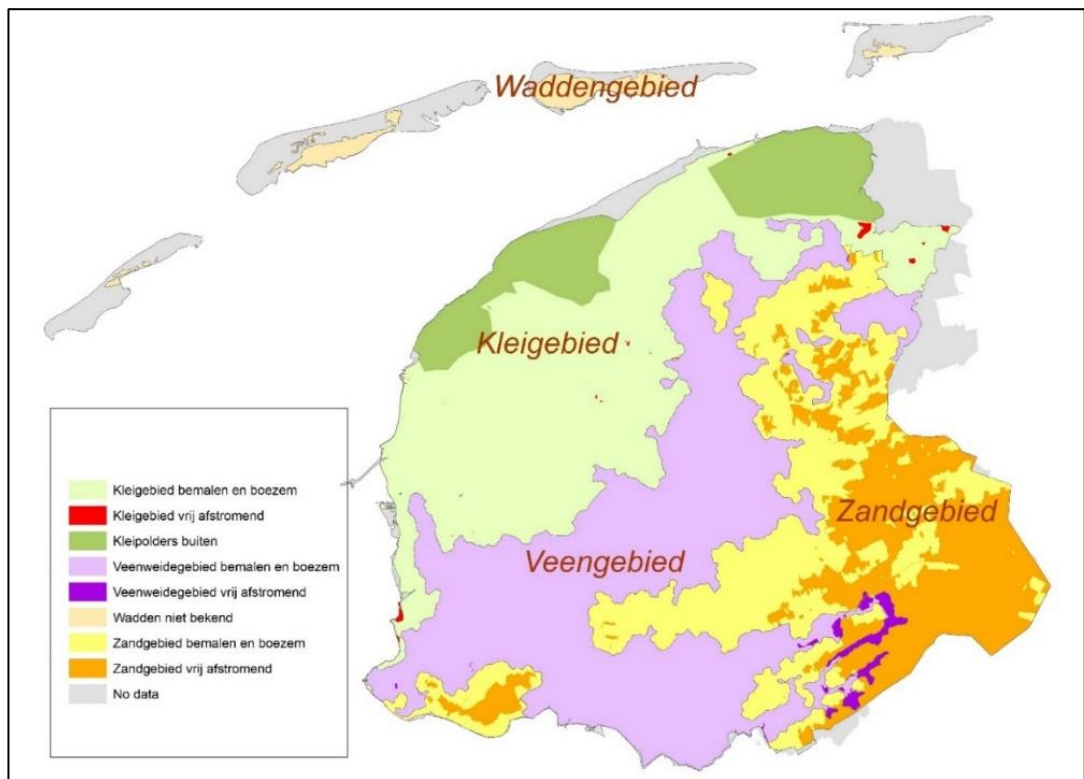 Waddengebied
Kleigebied
Zandgebied
Veengebied
Kleigebied bemalen en boezem
Kleigebied vrij afstromend
Kleipolders buiten
Veenweidegebied bemalen en boezem
Veenweidegebied vrij afstromend
Wadden niet bekend
Zandgebied bemalen en boezem
Zandgebied vrij afstromend
No data